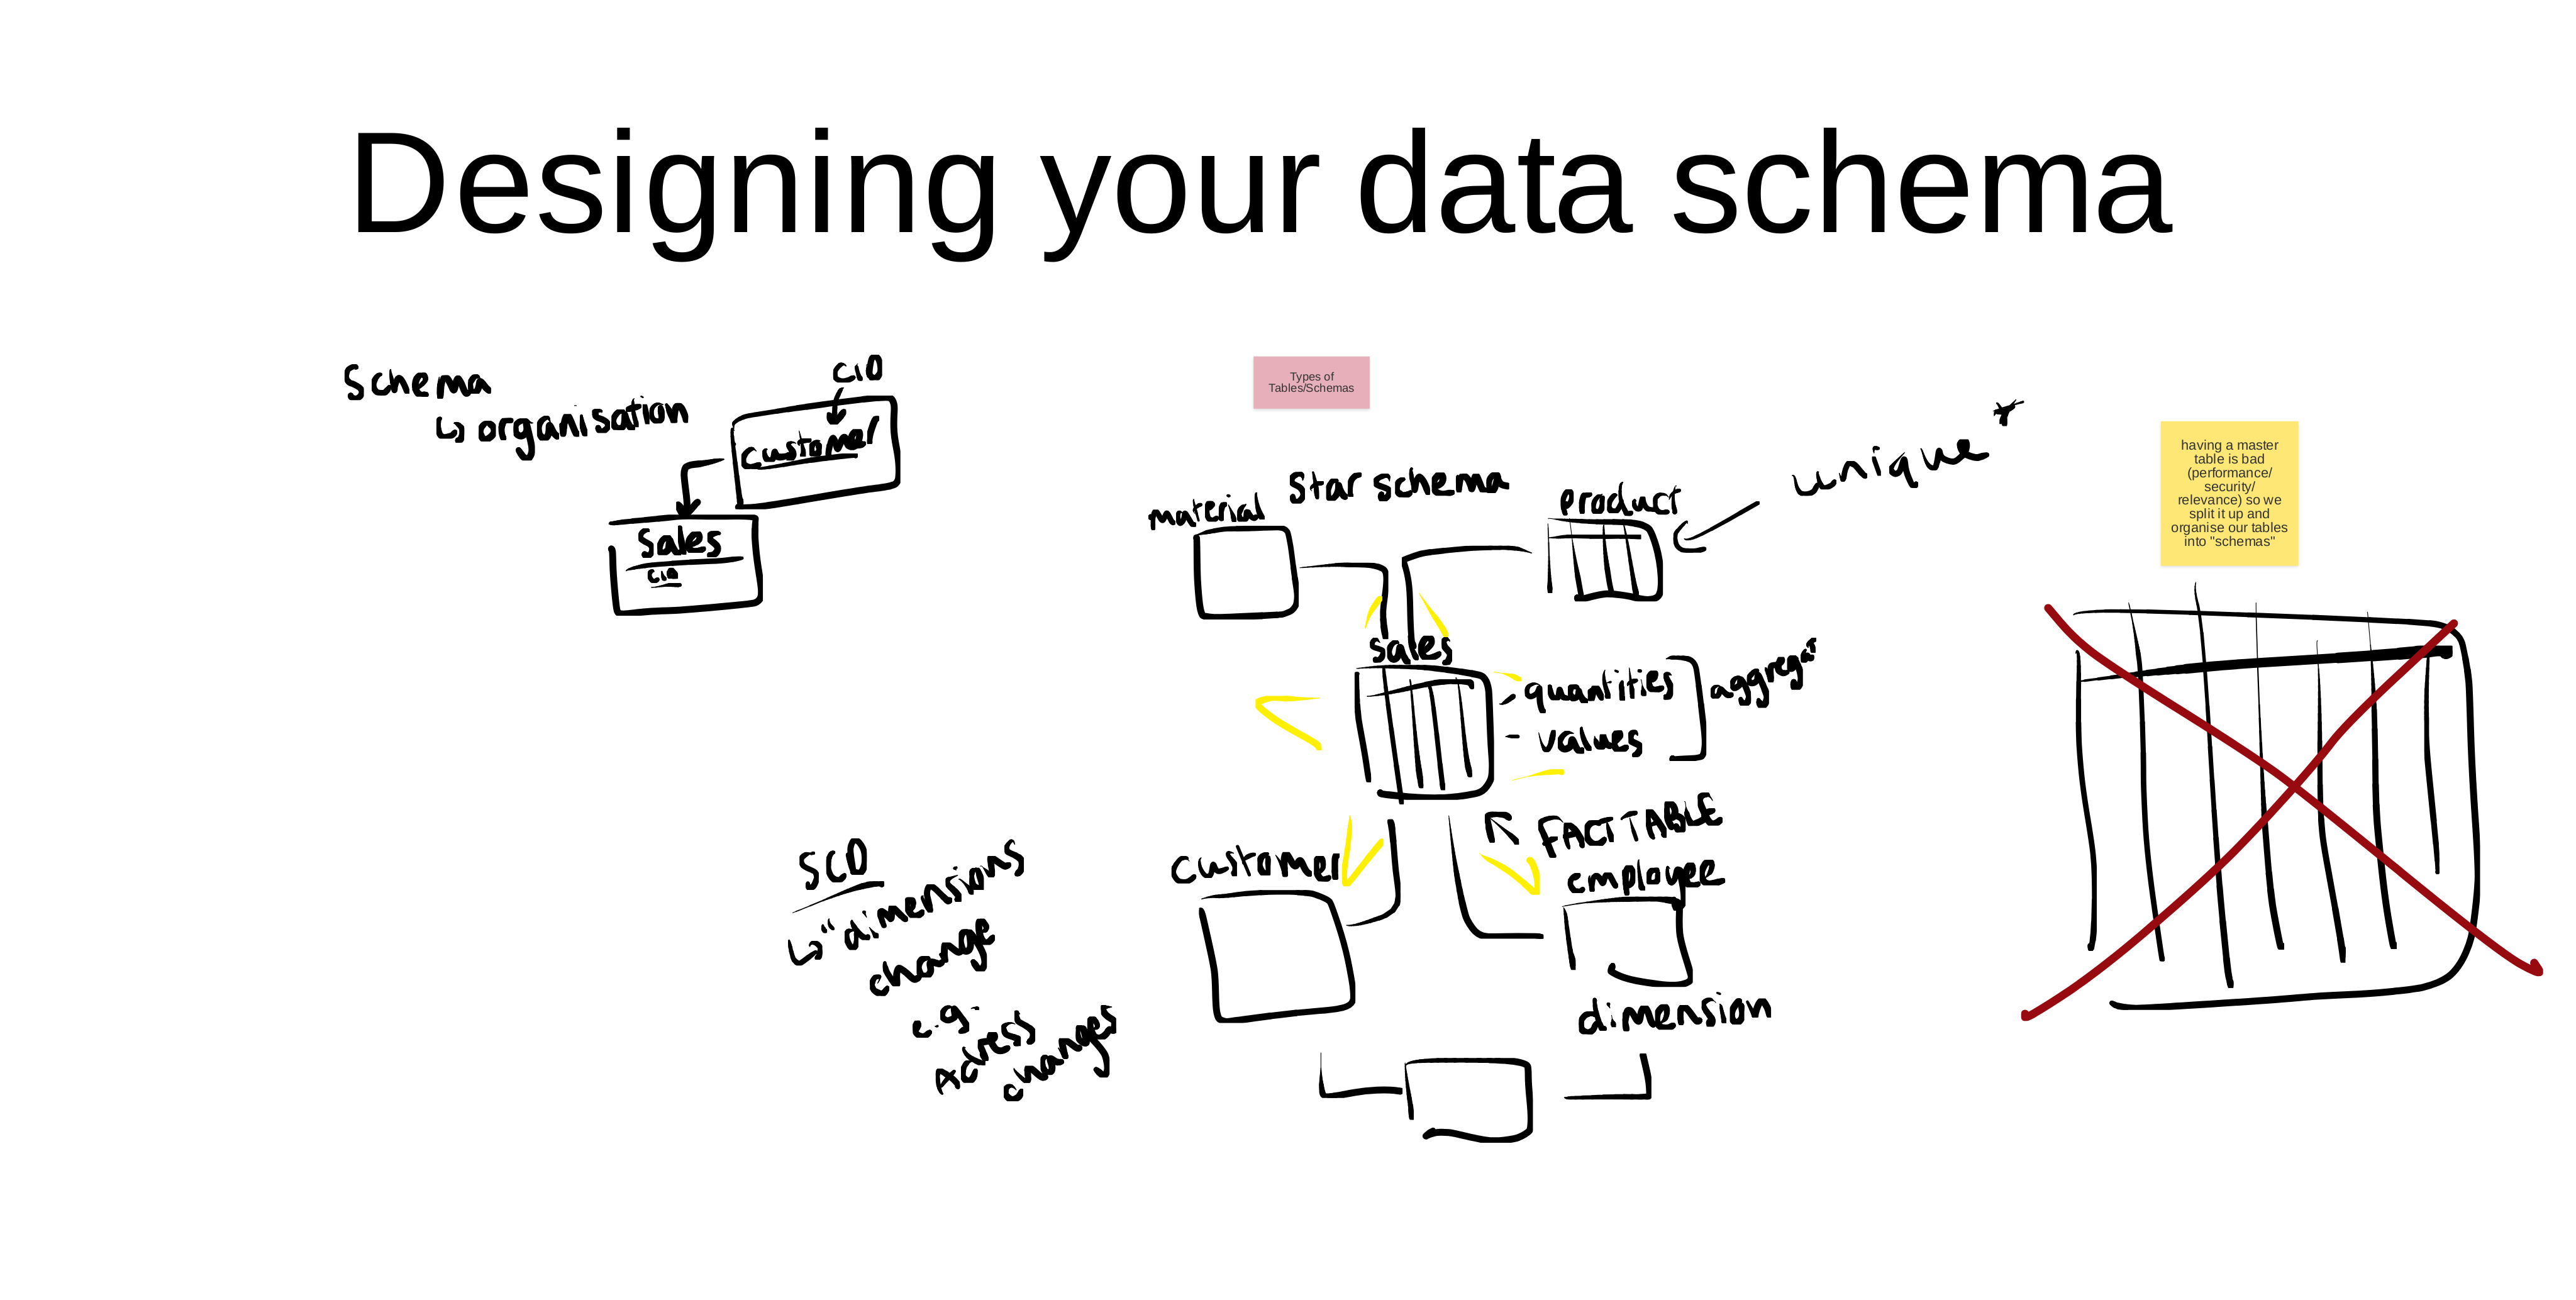 Designing your data schema
Schema
↳ organisation
CID
customer
Sales
CID
Types of
Tables/Schemas
Star schema
material
product
unique *
sales
- quantities
- values
aggregat
FACT TABLE
customer
employee
dimension
SCD
↳ "dimensions
change
e.g.
Adress
changes
having a master
table is bad
(performance/
security/
relevance) so we
split it up and
organise our tables
into "schemas"